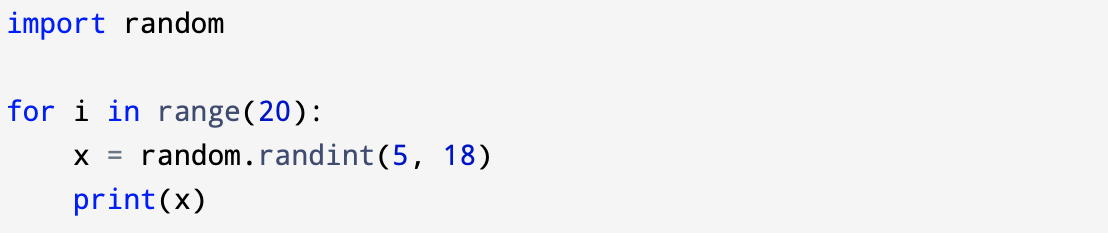 import random

for i in range(20):
    x = random.randint(5, 18)
    print(x)